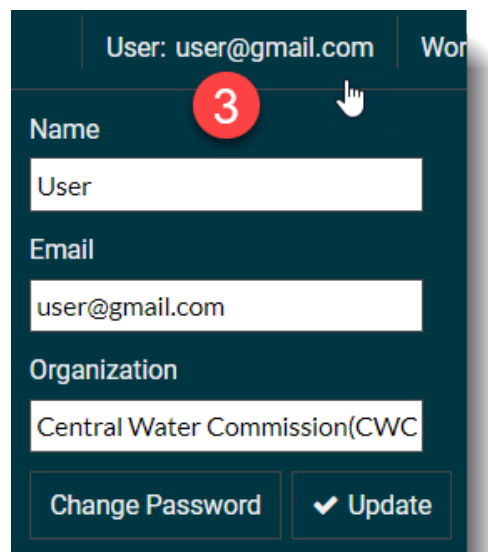 User: user@gmail.com Wor
3
Name
User
Email
user@gmail.com
Organization
Central Water Commission(CWC
Change Password ✔ Update